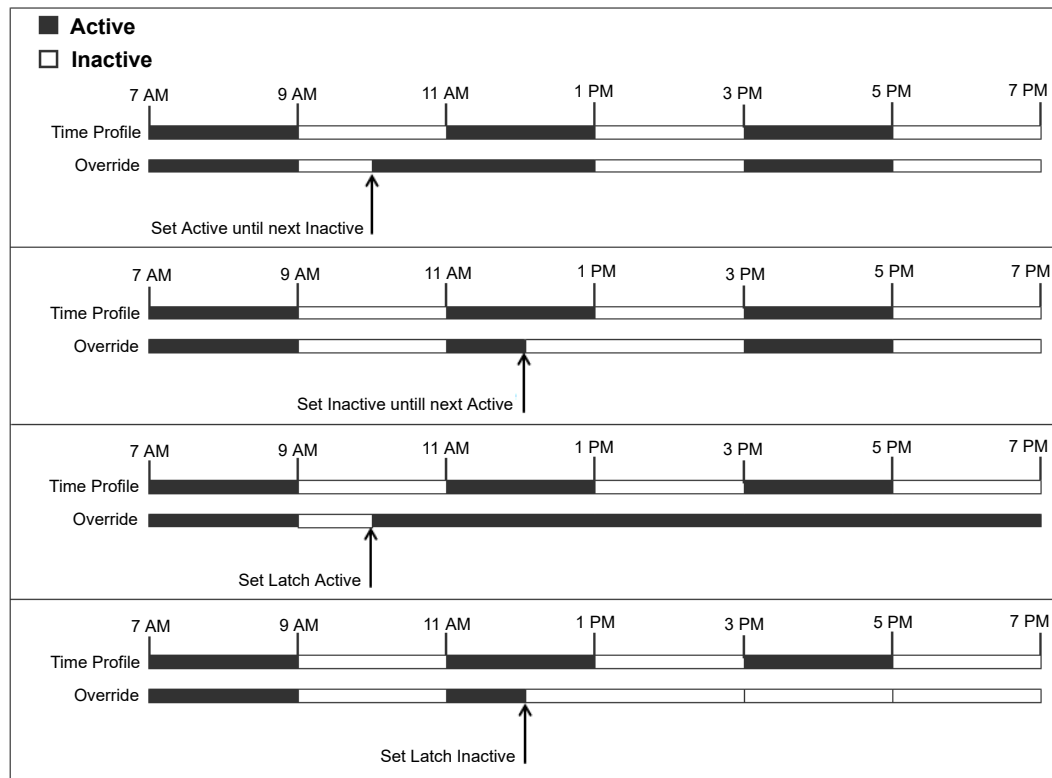 Active
Inactive
7 AM 9 AM 11 AM 1 PM 3 PM 5 PM 7 PM
Time Profile
Override
Set Active until next Inactive
7 AM 9 AM 11 AM 1 PM 3 PM 5 PM 7 PM
Time Profile
Override
Set Inactive untill next Active
7 AM 9 AM 11 AM 1 PM 3 PM 5 PM 7 PM
Time Profile
Override
Set Latch Active
7 AM 9 AM 11 AM 1 PM 3 PM 5 PM 7 PM
Time Profile
Override
Set Latch Inactive